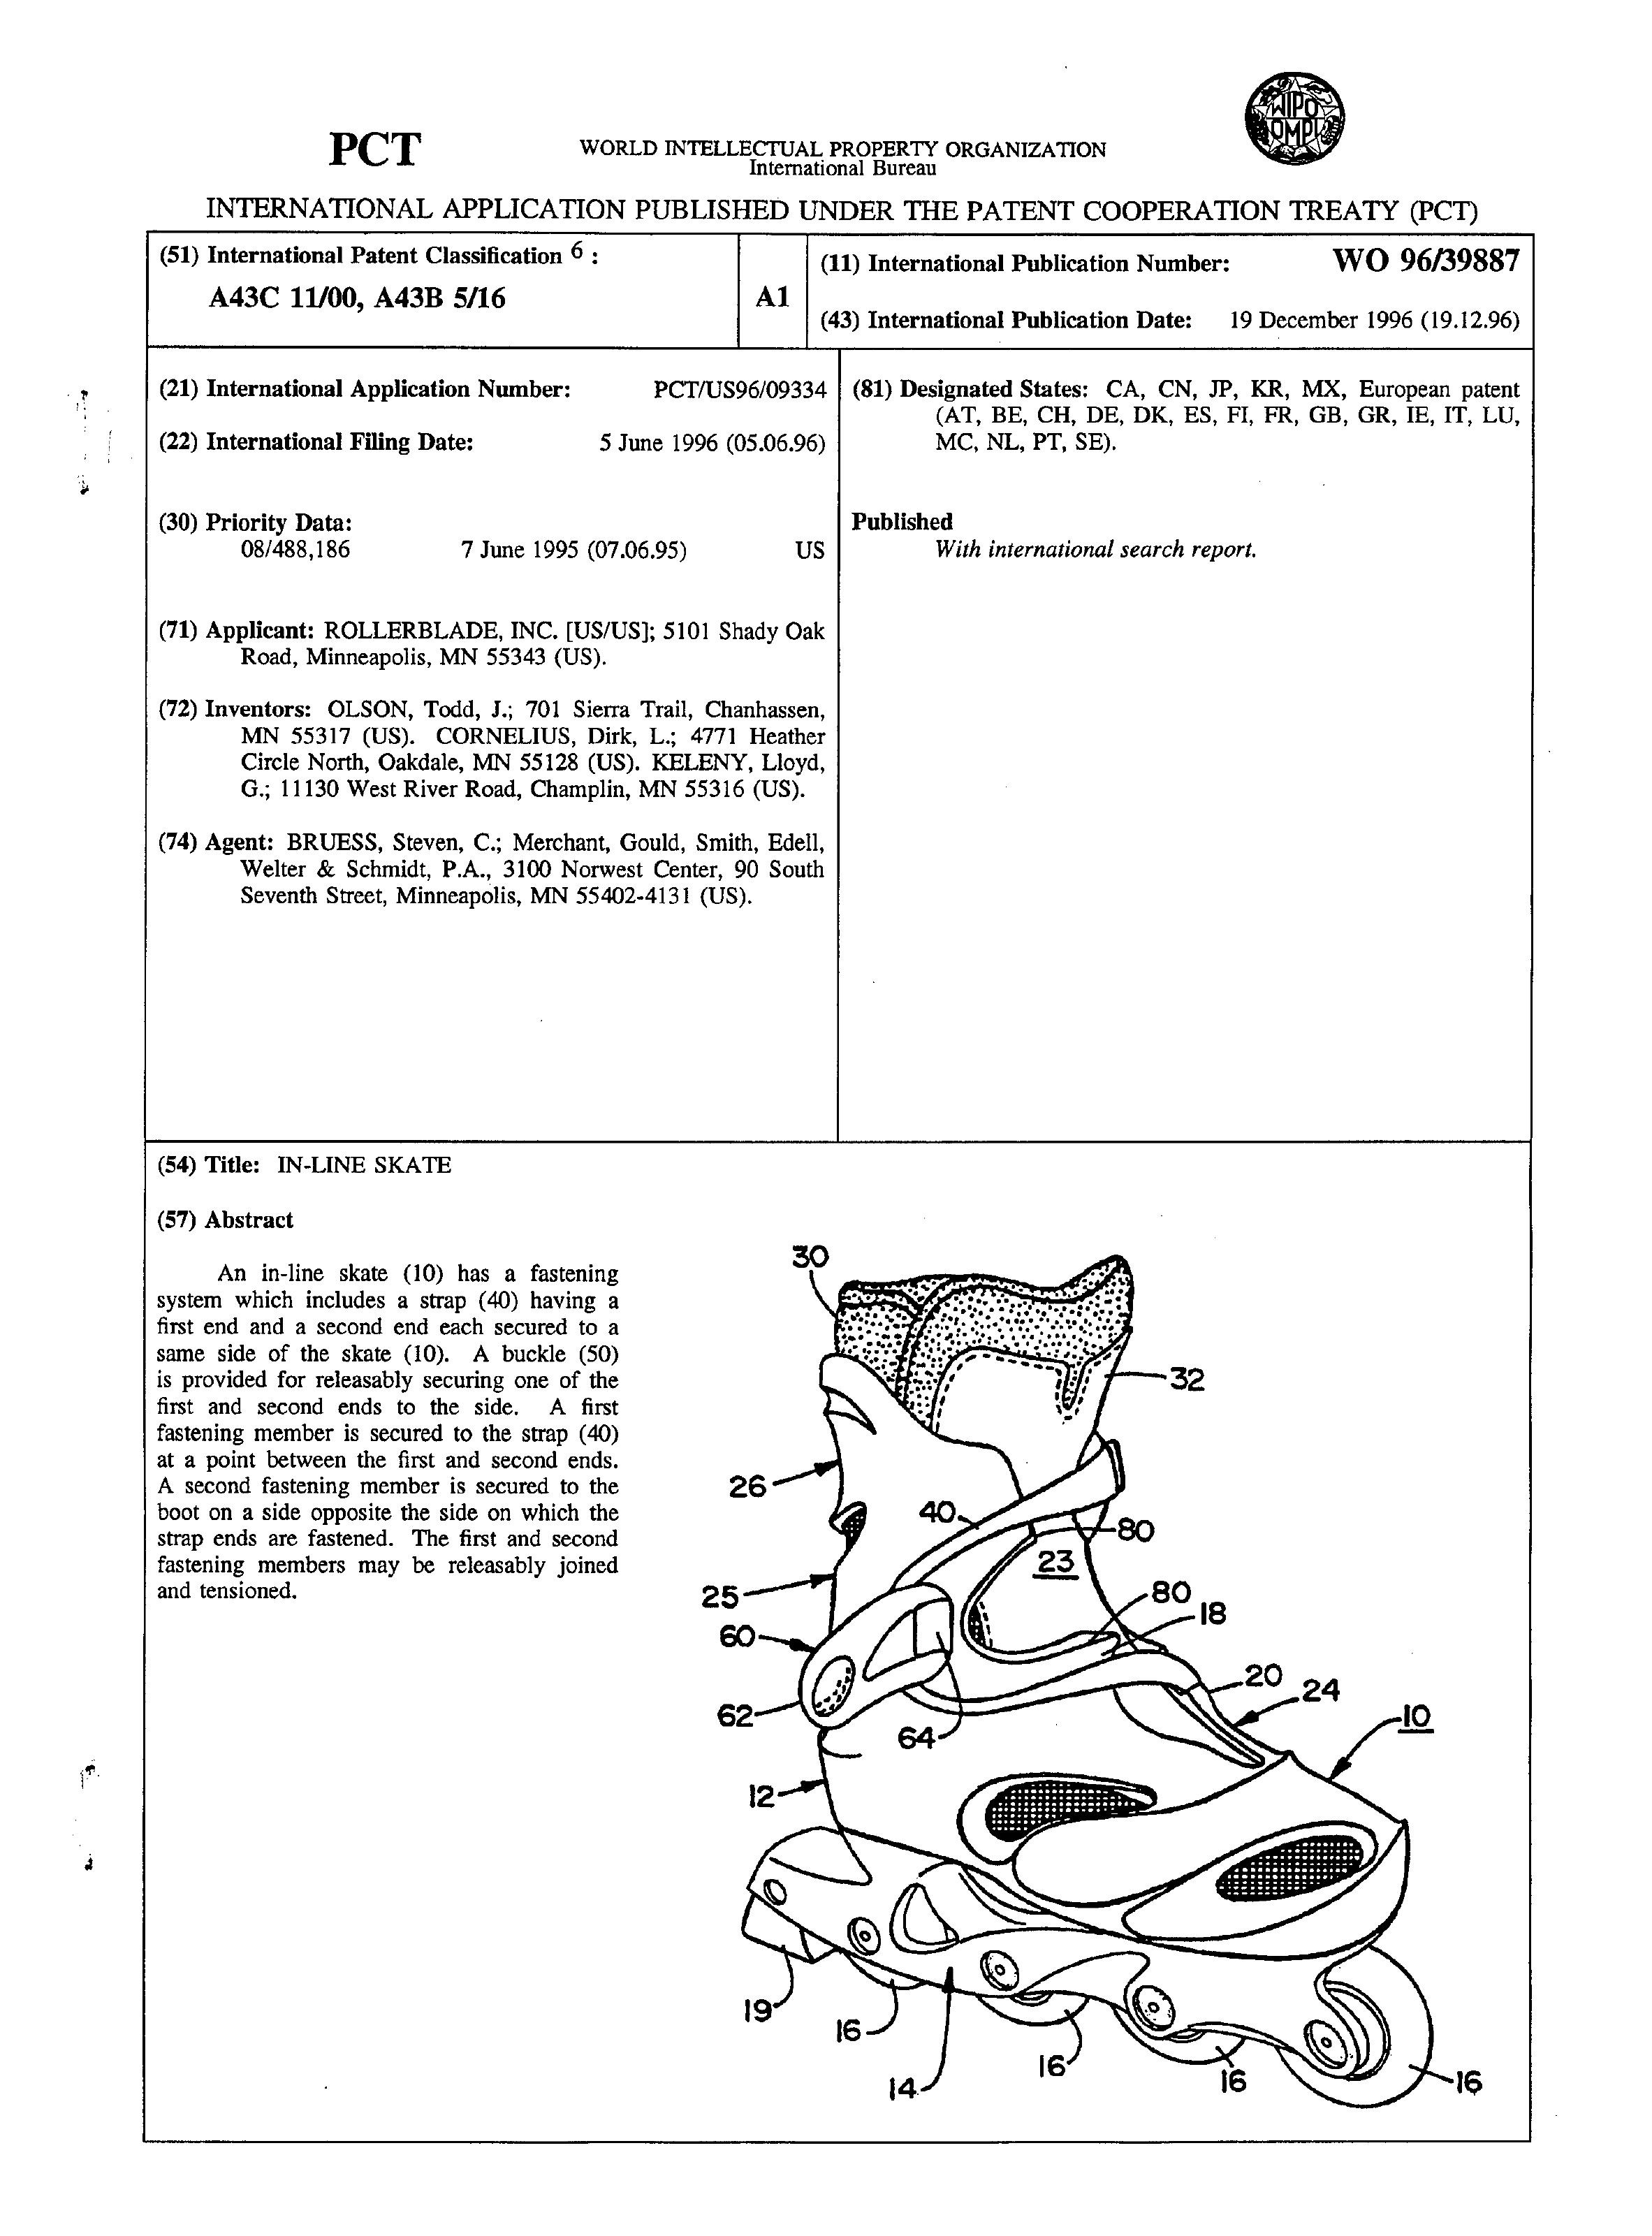 WIPO
OMPI
PCT
WORLD INTELLECTUAL PROPERTY ORGANIZATION
International Bureau
INTERNATIONAL APPLICATION PUBLISHED UNDER THE PATENT COOPERATION TREATY (PCT)
(51) International Patent Classification 6 :
A43C 11/00, A43B 5/16
A1
(11) International Publication Number: WO 96/39887
(43) International Publication Date: 19 December 1996 (19.12.96)
(21) International Application Number: PCT/US96/09334
(22) International Filing Date: 5 June 1996 (05.06.96)
(30) Priority Data:
08/488,186 7 June 1995 (07.06.95) US
(71) Applicant: ROLLERBLADE, INC. [US/US]; 5101 Shady Oak
Road, Minneapolis, MN 55343 (US).
(72) Inventors: OLSON, Todd, J.; 701 Sierra Trail, Chanhassen,
MN 55317 (US). CORNELIUS, Dirk, L.; 4771 Heather
Circle North, Oakdale, MN 55128 (US). KELENY, Lloyd,
G.; 11130 West River Road, Champlin, MN 55316 (US).
(74) Agent: BRUESS, Steven, C.; Merchant, Gould, Smith, Edell,
Welter & Schmidt, P.A., 3100 Norwest Center, 90 South
Seventh Street, Minneapolis, MN 55402-4131 (US).
(81) Designated States: CA, CN, JP, KR, MX, European patent
(AT, BE, CH, DE, DK, ES, FI, FR, GB, GR, IE, IT, LU,
MC, NL, PT, SE).
Published
With international search report.
(54) Title: IN-LINE SKATE
(57) Abstract
An in-line skate (10) has a fastening
system which includes a strap (40) having a
first end and a second end each secured to a
same side of the skate (10). A buckle (50)
is provided for releasably securing one of the
first and second ends to the side. A first
fastening member is secured to the strap (40)
at a point between the first and second ends.
A second fastening member is secured to the
boot on a side opposite the side on which the
strap ends are fastened. The first and second
fastening members may be releasably joined
and tensioned.
30
32
26
40
80
23
25
80
18
60
20
24
62
10
64
12
19
16
16
16
16
14